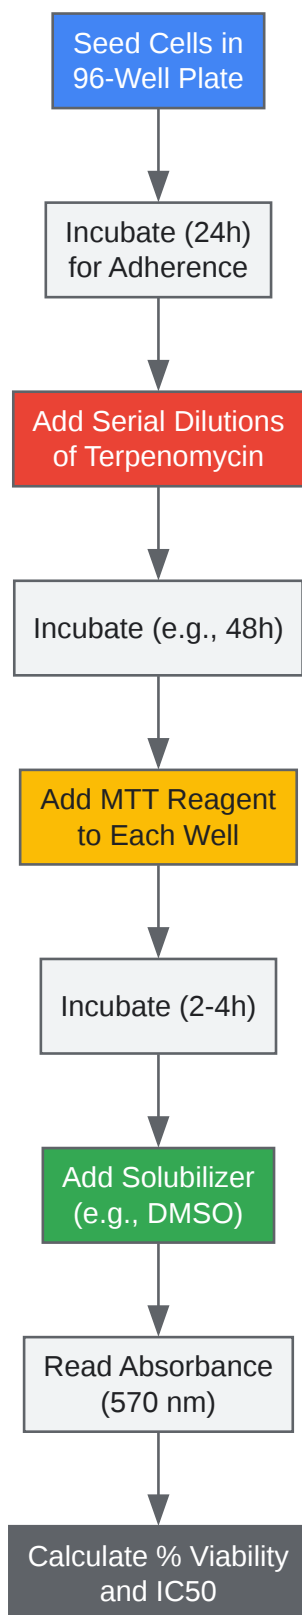 Seed Cells in
96-Well Plate
Incubate (24h)
for Adherence
Add Serial Dilutions
of Terpenomycin
Incubate (e.g., 48h)
Add MTT Reagent
to Each Well
Incubate (2-4h)
Add Solubilizer
(e.g., DMSO)
Read Absorbance
(570 nm)
Calculate % Viability
and IC50